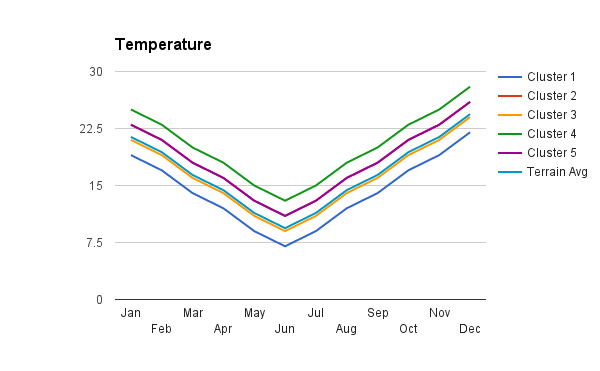 Temperature
30
22.5
15
7.5
0
Jan
Feb
Mar
Apr
May
Jun
Jul
Aug
Sep
Oct
Nov
Dec
Cluster 1
Cluster 2
Cluster 3
Cluster 4
Cluster 5
Terrain Avg